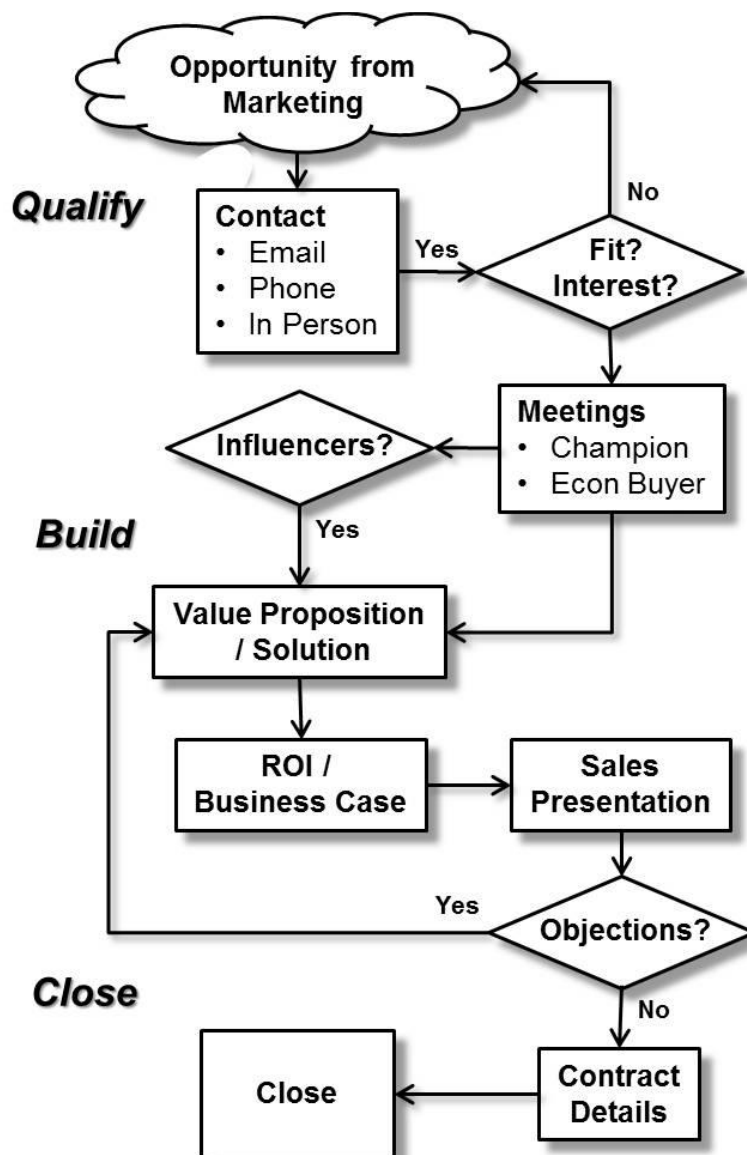 Opportunity from
Marketing
Qualify
Contact
• Email
• Phone
• In Person
Yes
Fit?
Interest?
No
Meetings
• Champion
• Econ Buyer
Influencers?
Yes
Build
Value Proposition
/ Solution
ROI /
Business Case
Sales
Presentation
Objections?
Yes
No
Close
Contract
Details
Close